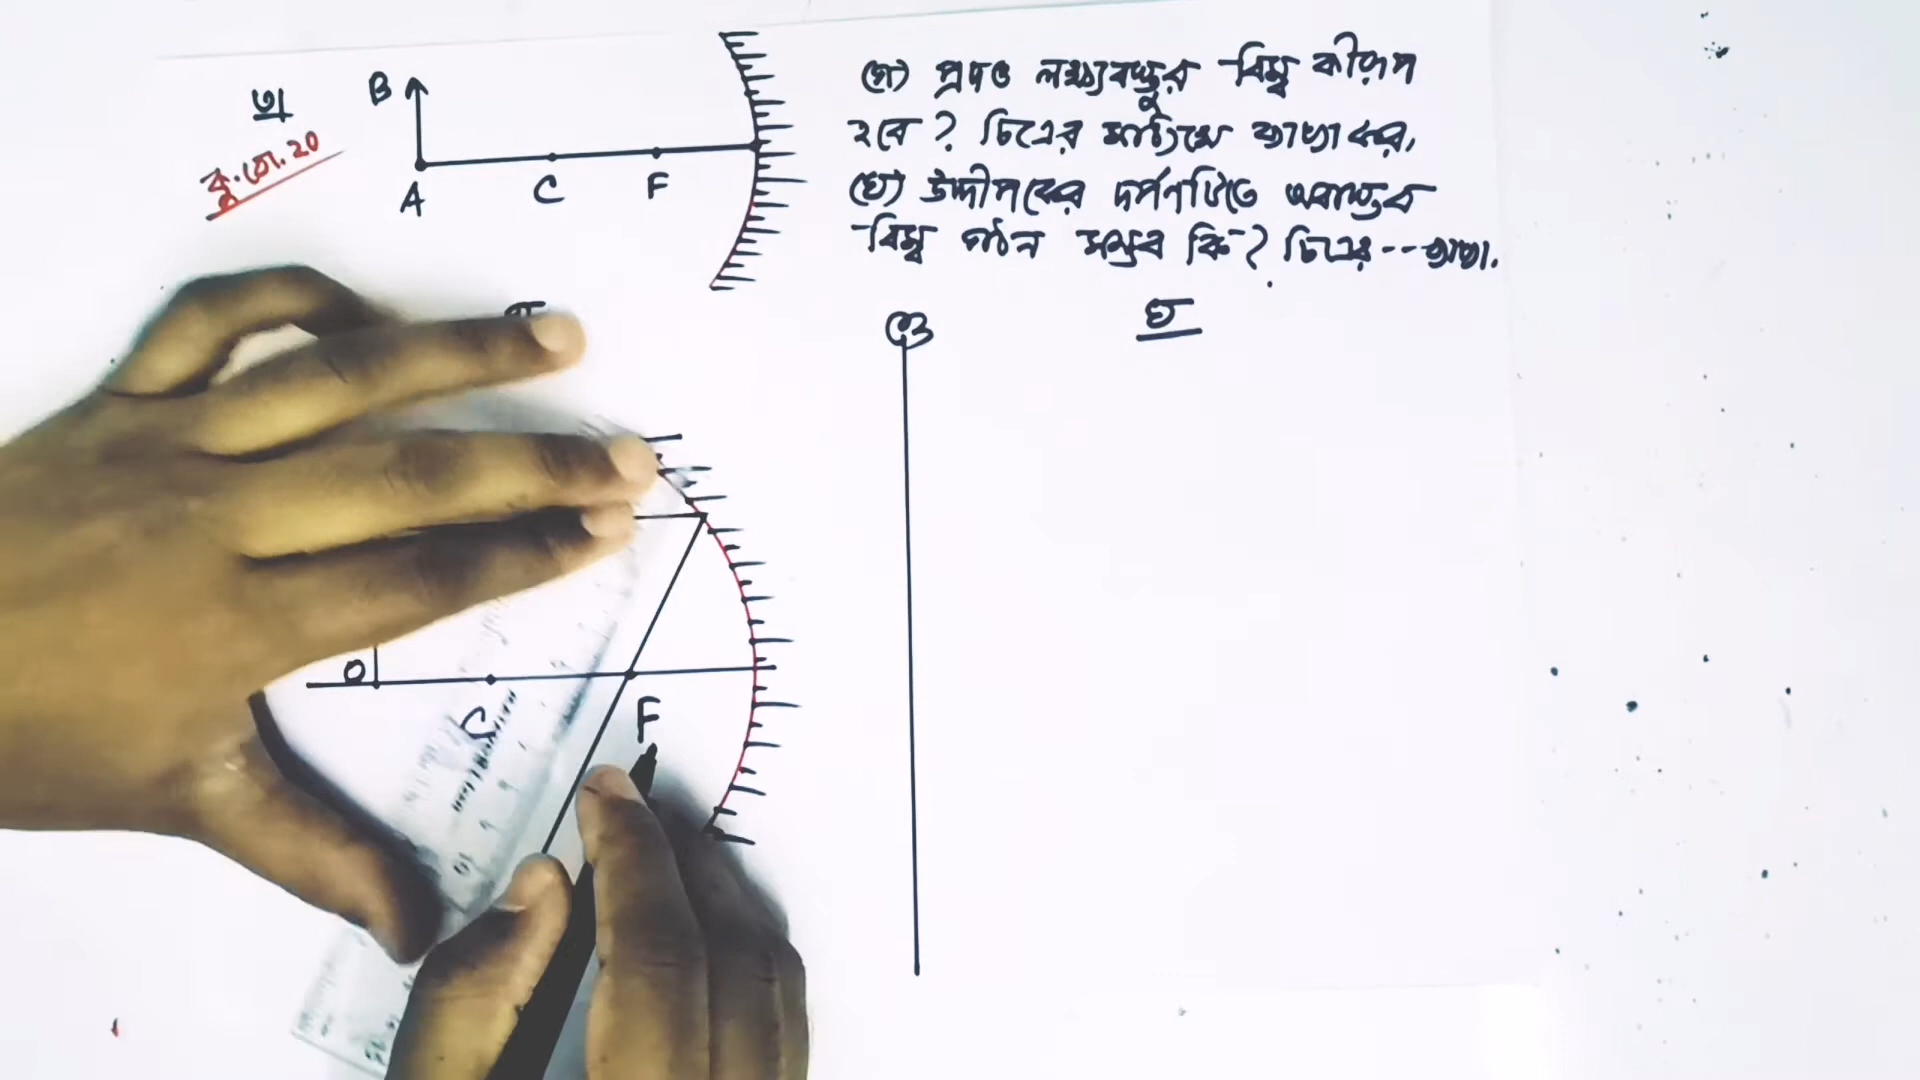 B
A
C
F
কু. বো. ২০
(গ) প্রদত্ত লক্ষ্যবস্তুর বিম্ব কীরূপ
হবে? চিত্রের মাধ্যমে ব্যাখ্যা কর,
(ঘ) উদ্দীপকের দর্পণটিতে অবাস্তব
বিম্ব গঠন সম্ভব কি? চিত্রের -- ব্যাখ্যা.
ঘ
O
C
F